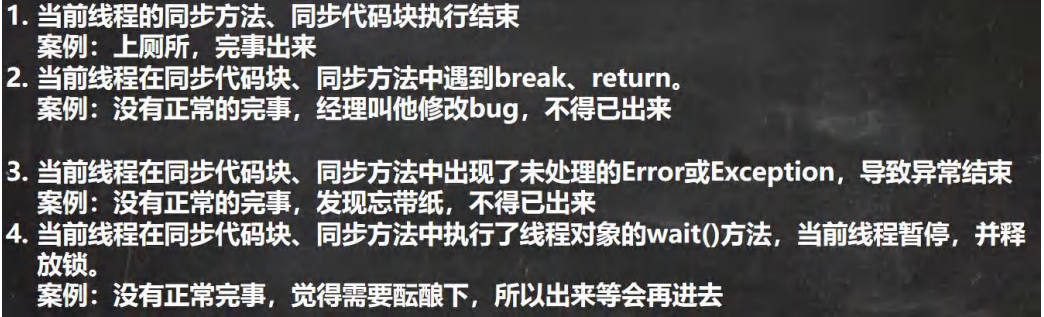 1. 当前线程的同步方法、同步代码块执行结束
案例：上厕所，完事出来
2. 当前线程在同步代码块、同步方法中遇到break、return。
案例：没有正常的完事，经理叫他修改bug，不得已出来
3. 当前线程在同步代码块、同步方法中出现了未处理的Error或Exception，导致异常结束
案例：没有正常的完事，发现忘带纸，不得已出来
4. 当前线程在同步代码块、同步方法中执行了线程对象的wait()方法，当前线程暂停，并释
放锁。
案例：没有正常完事，觉得需要酝酿下，所以出来等会再进去